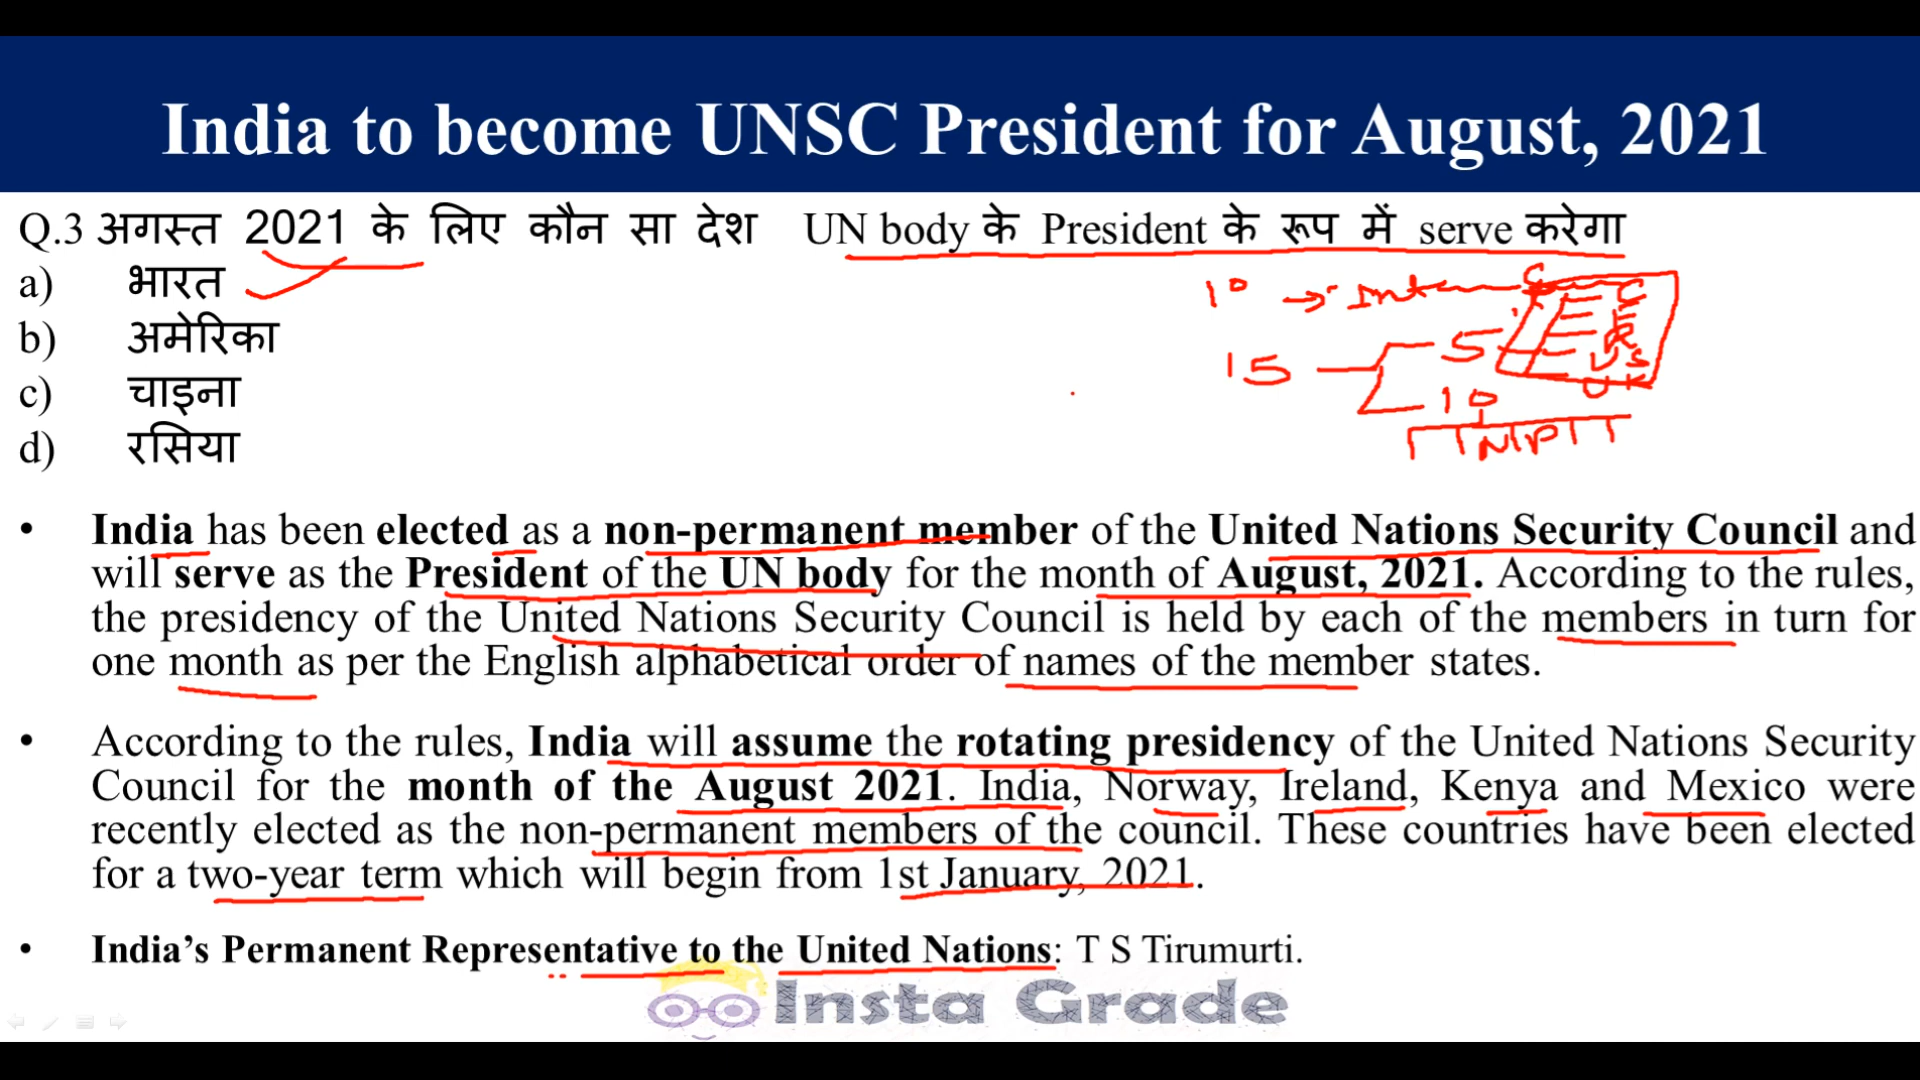 India to become UNSC President for August, 2021
Q.3 अगस्त 2021 के लिए कौन सा देश UN body के President के रूप में serve करेगा
a) भारत
b) अमेरिका
c) चाइना
d) रसिया
10 →
15 5
10
C
US
UK
NP
• India has been elected as a non-permanent member of the United Nations Security Council and
will serve as the President of the UN body for the month of August, 2021. According to the rules,
the presidency of the United Nations Security Council is held by each of the members in turn for
one month as per the English alphabetical order of names of the member states.
• According to the rules, India will assume the rotating presidency of the United Nations Security
Council for the month of the August 2021. India, Norway, Ireland, Kenya and Mexico were
recently elected as the non-permanent members of the council. These countries have been elected
for a two-year term which will begin from 1st January, 2021.
• India’s Permanent Representative to the United Nations: T S Tirumurti.
Insta Grade